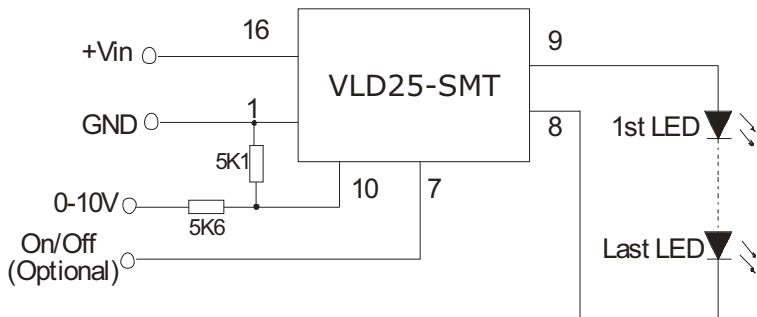 16
9
+Vin
VLD25-SMT
1
8
GND
1st LED
5K1
10
7
0-10V
5K6
On/Off
(Optional)
Last LED